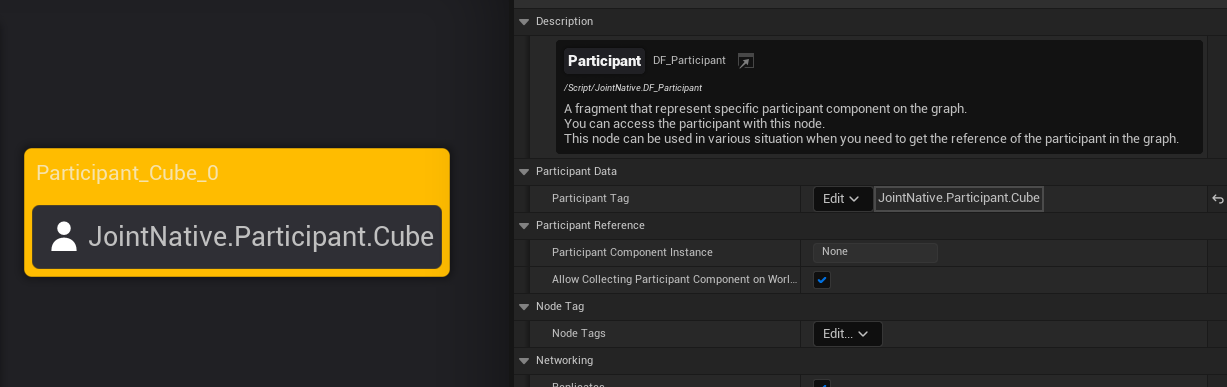 Participant_Cube_0
JointNative.Participant.Cube
Description
Participant DF_Participant
/Script/JointNative.DF_Participant
A fragment that represent specific participant component on the graph.
You can access the participant with this node.
This node can be used in various situation when you need to get the reference of the participant in the graph.
Participant Data
Participant Tag Edit JointNative.Participant.Cube
Participant Reference
Participant Component Instance None
Allow Collecting Participant Component on Worl...
Node Tag
Node Tags Edit...
Networking
Replicates